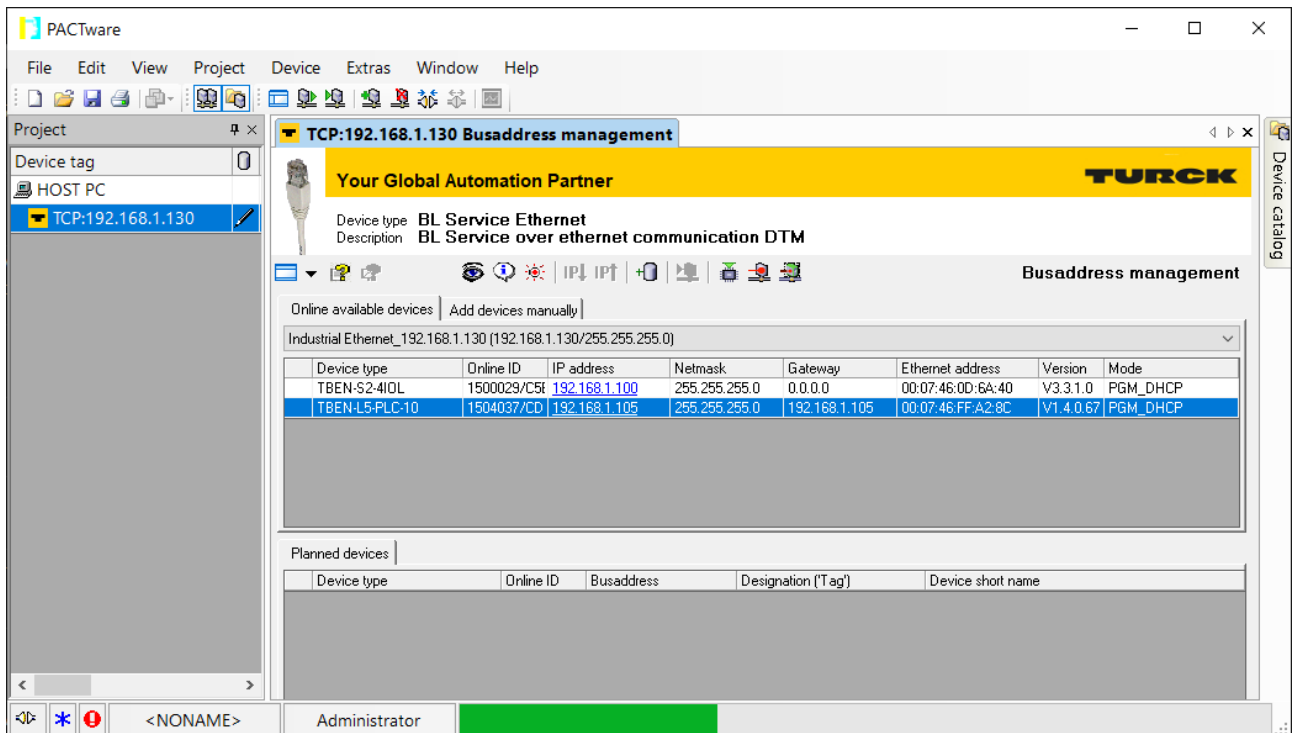 PACTware
File Edit View Project Device Extras Window Help
Project
Device tag
HOST PC
TCP:192.168.1.130
TCP:192.168.1.130 Busaddress management
Device catalog
Your Global Automation Partner
TURCK
Device type BL Service Ethernet
Description BL Service over ethernet communication DTM
IP IP
Busaddress management
Online available devices Add devices manually
Industrial Ethernet_192.168.1.130 (192.168.1.130/255.255.255.0)
Device type Online ID IP address Netmask Gateway Ethernet address Version Mode
TBEN-S2-4IOL 1500029/C5 192.168.1.100 255.255.255.0 0.0.0.0 00:07:46:0D:6A:40 V3.3.1.0 PGM_DHCP
TBEN-L5-PLC-10 1504037/CD 192.168.1.105 255.255.255.0 192.168.1.105 00:07:46:FF:A2:8C V1.4.0.67 PGM_DHCP
Planned devices
Device type Online ID Busaddress Designation ('Tag') Device short name
<NONAME> Administrator